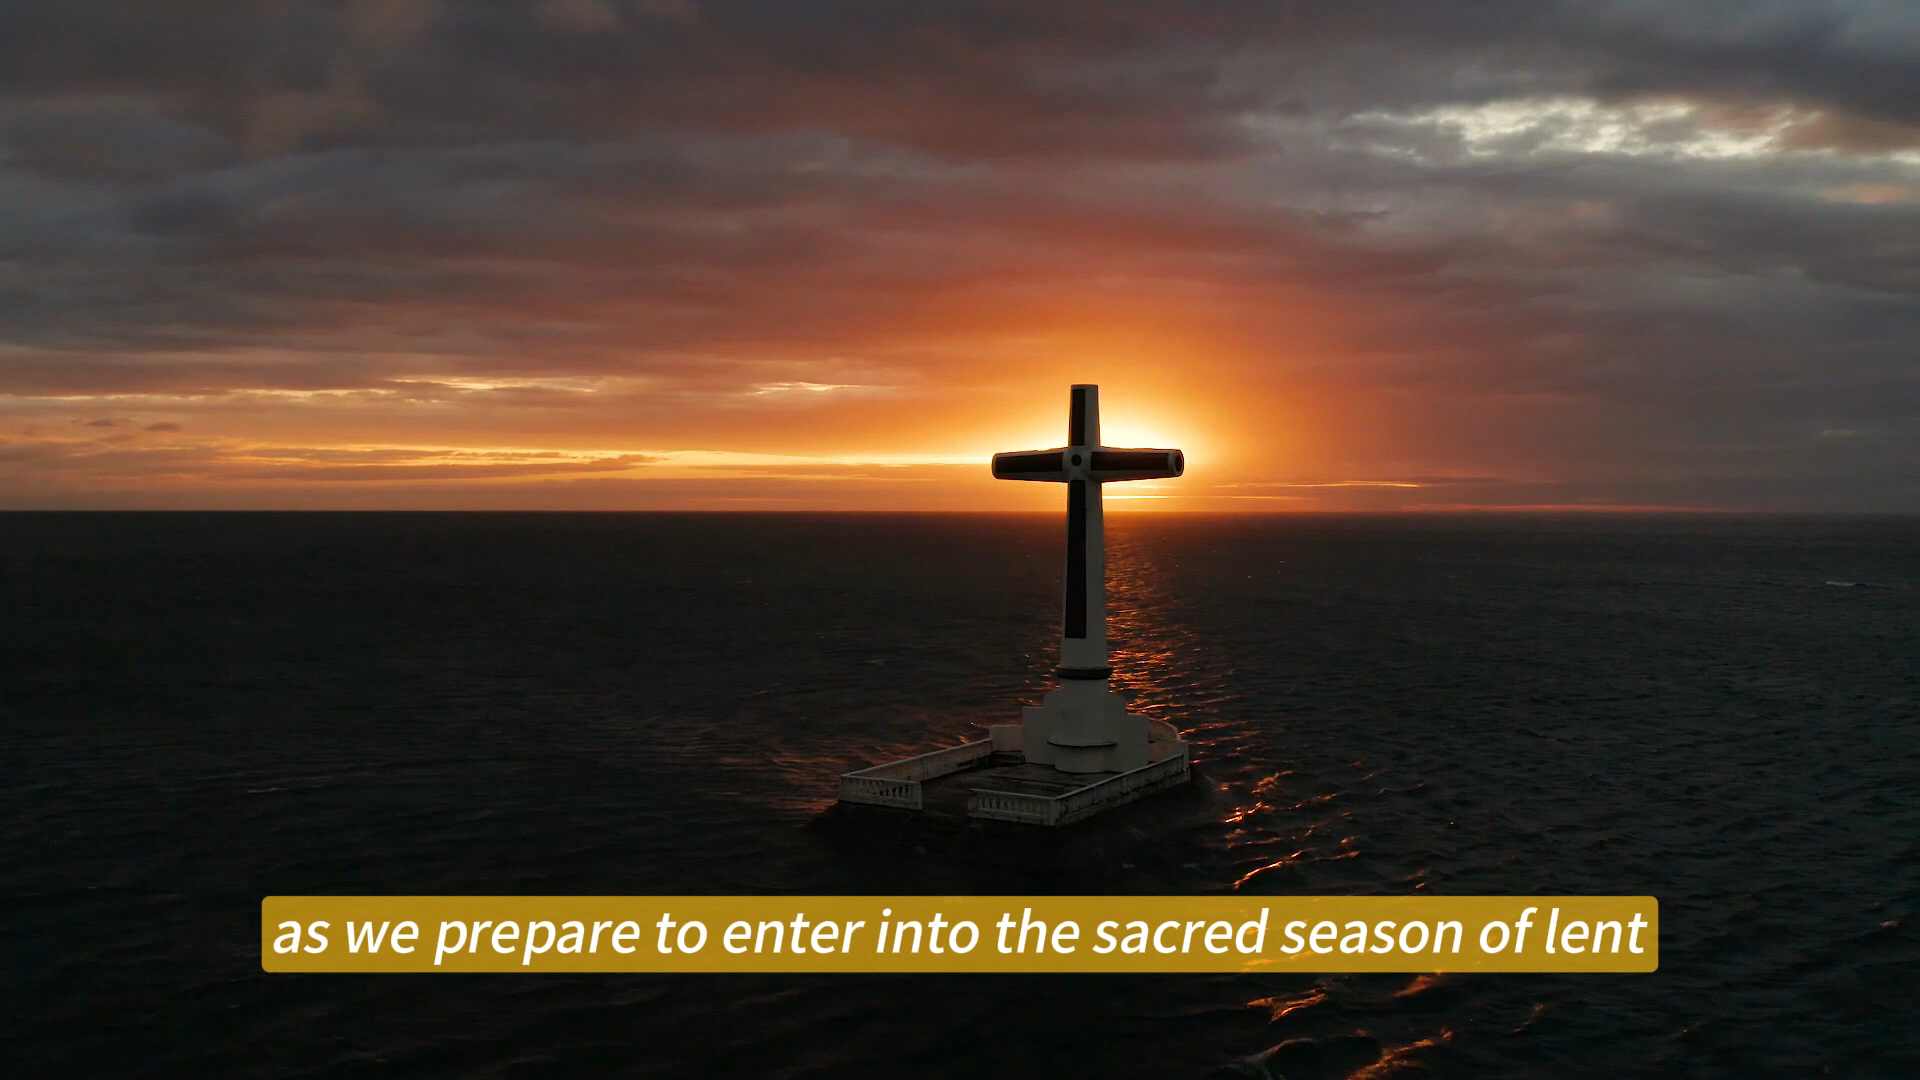 as we prepare to enter into the sacred season of lent